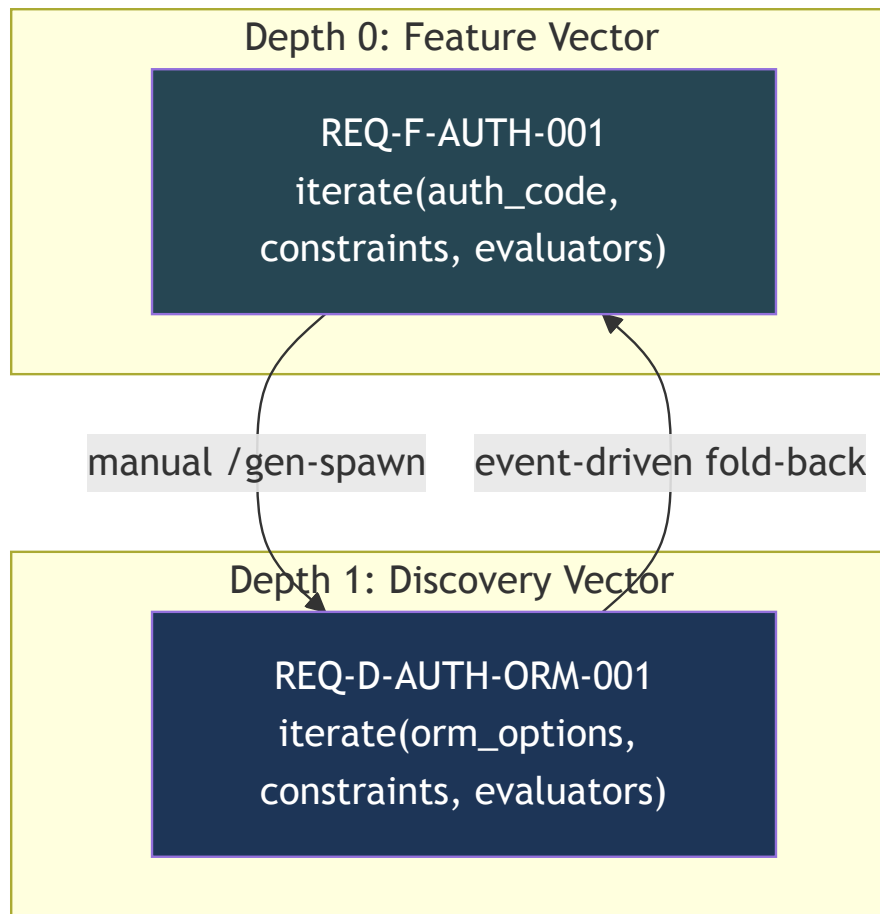 Depth 0: Feature Vector
REQ-F-AUTH-001
iterate(auth_code,
constraints, evaluators)
manual /gen-spawn
event-driven fold-back
Depth 1: Discovery Vector
REQ-D-AUTH-ORM-001
iterate(orm_options,
constraints, evaluators)